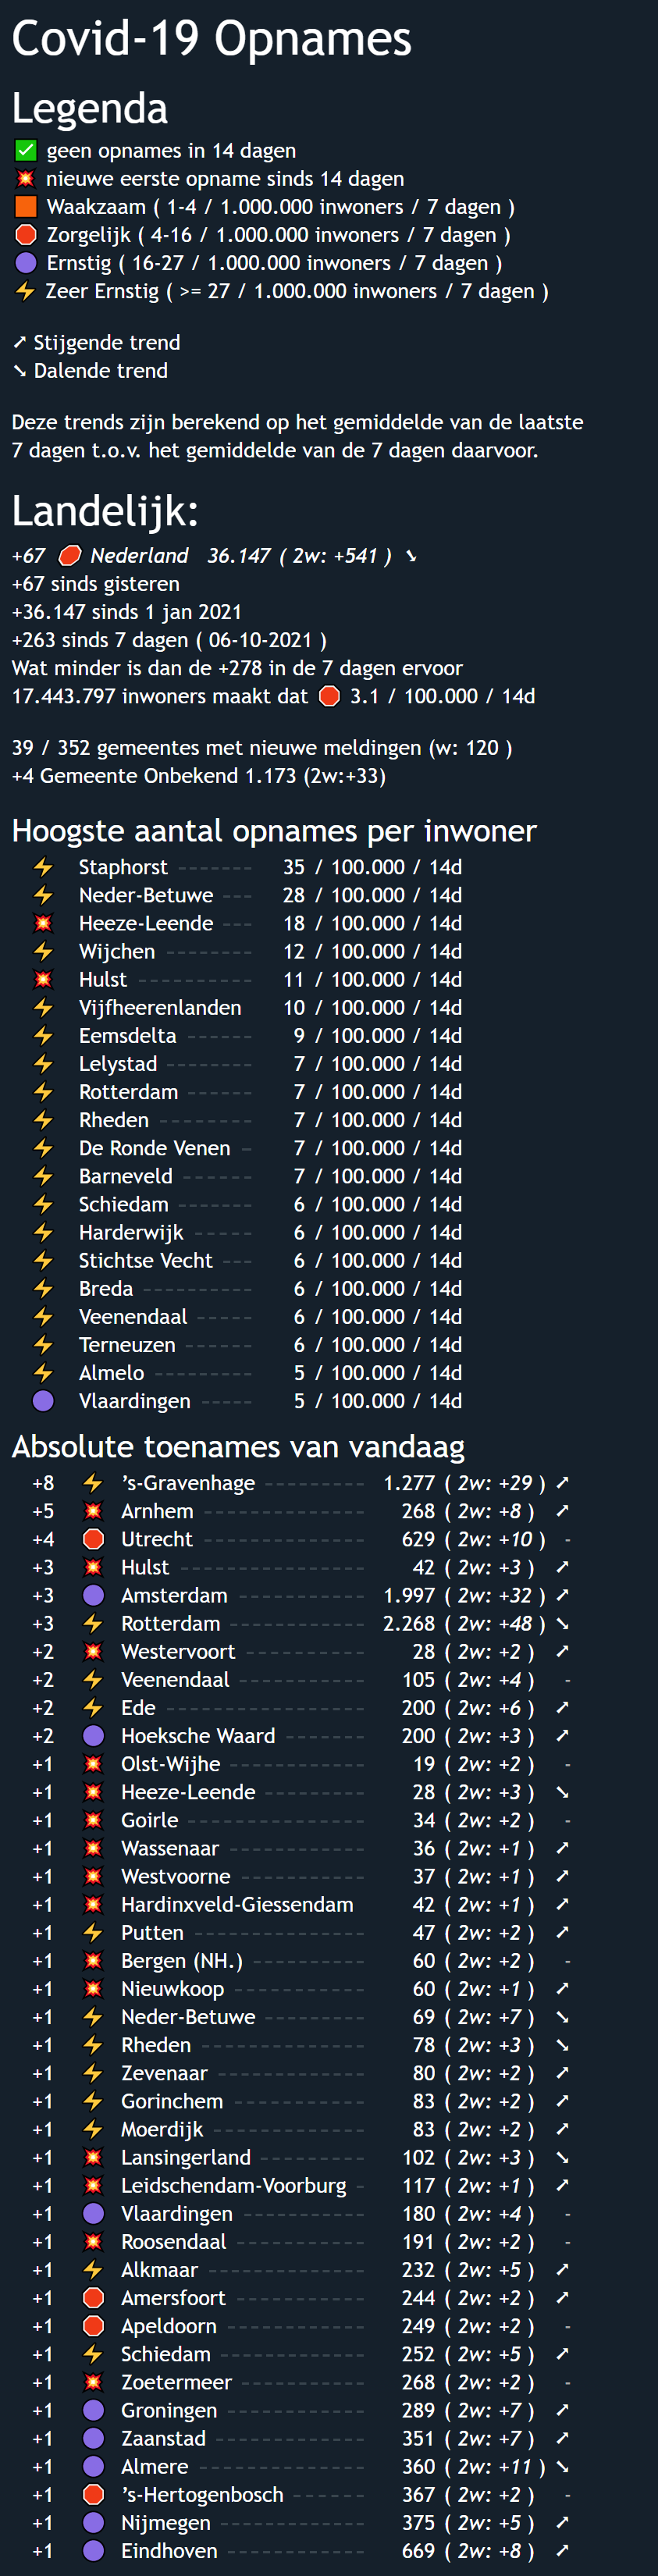 Covid-19 Opnames
Legenda
✅ geen opnames in 14 dagen
💥 nieuwe eerste opname sinds 14 dagen
🟧 Waakzaam ( 1-4 / 1.000.000 inwoners / 7 dagen )
🛑 Zorgelijk ( 4-16 / 1.000.000 inwoners / 7 dagen )
🟣 Ernstig ( 16-27 / 1.000.000 inwoners / 7 dagen )
⚡ Zeer Ernstig ( >= 27 / 1.000.000 inwoners / 7 dagen )
➚ Stijgende trend
➘ Dalende trend
Deze trends zijn berekend op het gemiddelde van de laatste
7 dagen t.o.v. het gemiddelde van de 7 dagen daarvoor.
Landelijk:
+67 🛑 Nederland 36.147 ( 2w: +541 ) ➘
+67 sinds gisteren
+36.147 sinds 1 jan 2021
+263 sinds 7 dagen ( 06-10-2021 )
Wat minder is dan de +278 in de 7 dagen ervoor
17.443.797 inwoners maakt dat 🛑 3.1 / 100.000 / 14d
39 / 352 gemeentes met nieuwe meldingen (w: 120 )
+4 Gemeente Onbekend 1.173 (2w:+33)
Hoogste aantal opnames per inwoner
⚡ Staphorst ------- 35 / 100.000 / 14d
⚡ Neder-Betuwe --- 28 / 100.000 / 14d
💥 Heeze-Leende --- 18 / 100.000 / 14d
⚡ Wijchen -------- 12 / 100.000 / 14d
💥 Hulst ---------- 11 / 100.000 / 14d
⚡ Vijfheerenlanden 10 / 100.000 / 14d
⚡ Eemsdelta ------ 9 / 100.000 / 14d
⚡ Lelystad -------- 7 / 100.000 / 14d
⚡ Rotterdam ------ 7 / 100.000 / 14d
⚡ Rheden --------- 7 / 100.000 / 14d
⚡ De Ronde Venen - 7 / 100.000 / 14d
⚡ Barneveld ------ 7 / 100.000 / 14d
⚡ Schiedam ------- 6 / 100.000 / 14d
⚡ Harderwijk ----- 6 / 100.000 / 14d
⚡ Stichtse Vecht --- 6 / 100.000 / 14d
⚡ Breda ---------- 6 / 100.000 / 14d
⚡ Veenendaal ----- 6 / 100.000 / 14d
⚡ Terneuzen ------ 6 / 100.000 / 14d
⚡ Almelo --------- 5 / 100.000 / 14d
🟣 Vlaardingen ----- 5 / 100.000 / 14d
Absolute toenames van vandaag
+8 ⚡ ’s-Gravenhage --------- 1.277 ( 2w: +29 ) ➚
+5 💥 Arnhem -------------- 268 ( 2w: +8 ) ➚
+4 🛑 Utrecht -------------- 629 ( 2w: +10 ) -
+3 💥 Hulst ---------------- 42 ( 2w: +3 ) ➚
+3 🟣 Amsterdam ----------- 1.997 ( 2w: +32 ) ➚
+3 ⚡ Rotterdam ------------ 2.268 ( 2w: +48 ) ➘
+2 💥 Westervoort ---------- 28 ( 2w: +2 ) ➚
+2 ⚡ Veenendaal ----------- 105 ( 2w: +4 ) -
+2 ⚡ Ede ------------------ 200 ( 2w: +6 ) ➚
+2 🟣 Hoeksche Waard ------- 200 ( 2w: +3 ) ➚
+1 💥 Olst-Wijhe ----------- 19 ( 2w: +2 ) -
+1 💥 Heeze-Leende --------- 28 ( 2w: +3 ) ➘
+1 💥 Goirle --------------- 34 ( 2w: +2 ) -
+1 💥 Wassenaar ------------ 36 ( 2w: +1 ) ➚
+1 💥 Westvoorne ----------- 37 ( 2w: +1 ) ➚
+1 💥 Hardinxveld-Giessendam 42 ( 2w: +1 ) ➚
+1 ⚡ Putten --------------- 47 ( 2w: +2 ) ➚
+1 💥 Bergen (NH.) ---------- 60 ( 2w: +2 ) -
+1 💥 Nieuwkoop ------------ 60 ( 2w: +1 ) ➚
+1 ⚡ Neder-Betuwe --------- 69 ( 2w: +7 ) ➘
+1 ⚡ Rheden -------------- 78 ( 2w: +3 ) ➘
+1 ⚡ Zevenaar ------------- 80 ( 2w: +2 ) ➚
+1 ⚡ Gorinchem ------------ 83 ( 2w: +2 ) ➚
+1 ⚡ Moerdijk ------------- 83 ( 2w: +2 ) ➚
+1 💥 Lansingerland --------- 102 ( 2w: +3 ) ➘
+1 💥 Leidschendam-Voorburg - 117 ( 2w: +1 ) ➚
+1 🟣 Vlaardingen ---------- 180 ( 2w: +4 ) -
+1 💥 Roosendaal ----------- 191 ( 2w: +2 ) -
+1 ⚡ Alkmaar -------------- 232 ( 2w: +5 ) ➚
+1 🛑 Amersfoort ----------- 244 ( 2w: +2 ) ➚
+1 🛑 Apeldoorn ------------ 249 ( 2w: +2 ) -
+1 ⚡ Schiedam ------------- 252 ( 2w: +5 ) ➚
+1 💥 Zoetermeer ----------- 268 ( 2w: +2 ) -
+1 🟣 Groningen ------------ 289 ( 2w: +7 ) ➚
+1 🟣 Zaanstad ------------- 351 ( 2w: +7 ) ➚
+1 🟣 Almere --------------- 360 ( 2w: +11 ) ➘
+1 🛑 ’s-Hertogenbosch ------ 367 ( 2w: +2 ) -
+1 🟣 Nijmegen ------------- 375 ( 2w: +5 ) ➚
+1 🟣 Eindhoven ------------ 669 ( 2w: +8 ) ➚